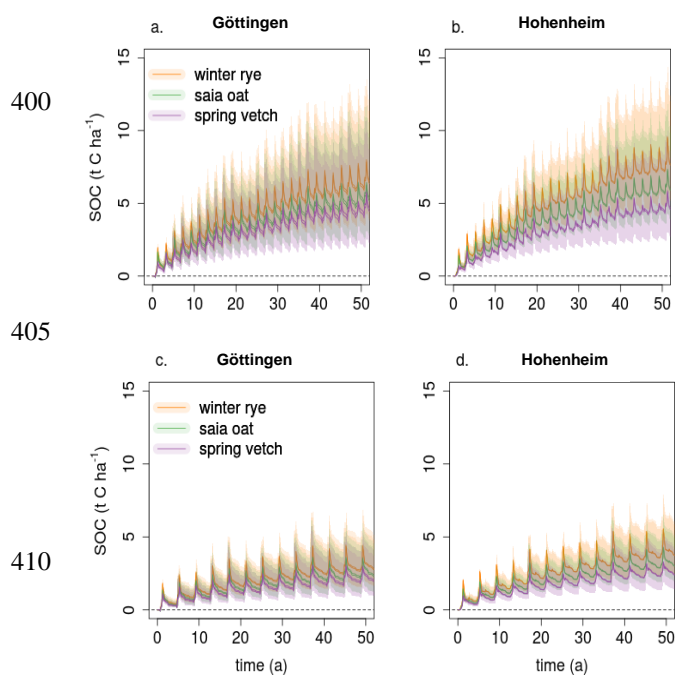 a. Göttingen
b. Hohenheim
15
10
5
0
SOC (t C ha⁻¹)
winter rye
saia oat
spring vetch
0 10 20 30 40 50
15
10
5
0
0 10 20 30 40 50
400
405
c. Göttingen
d. Hohenheim
15
10
5
0
SOC (t C ha⁻¹)
winter rye
saia oat
spring vetch
0 10 20 30 40 50
time (a)
15
10
5
0
0 10 20 30 40 50
time (a)
410